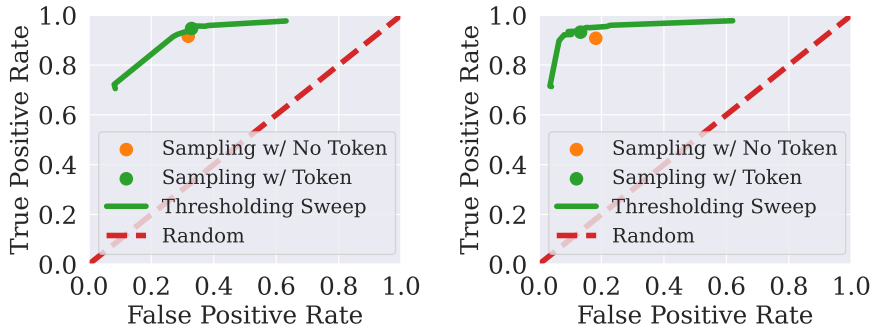 True Positive Rate
1.0
0.8
0.6
0.4
0.2
0.0
Sampling w/ No Token
Sampling w/ Token
Thresholding Sweep
Random
0.0 0.2 0.4 0.6 0.8 1.0
False Positive Rate
True Positive Rate
1.0
0.8
0.6
0.4
0.2
0.0
Sampling w/ No Token
Sampling w/ Token
Thresholding Sweep
Random
0.0 0.2 0.4 0.6 0.8 1.0
False Positive Rate